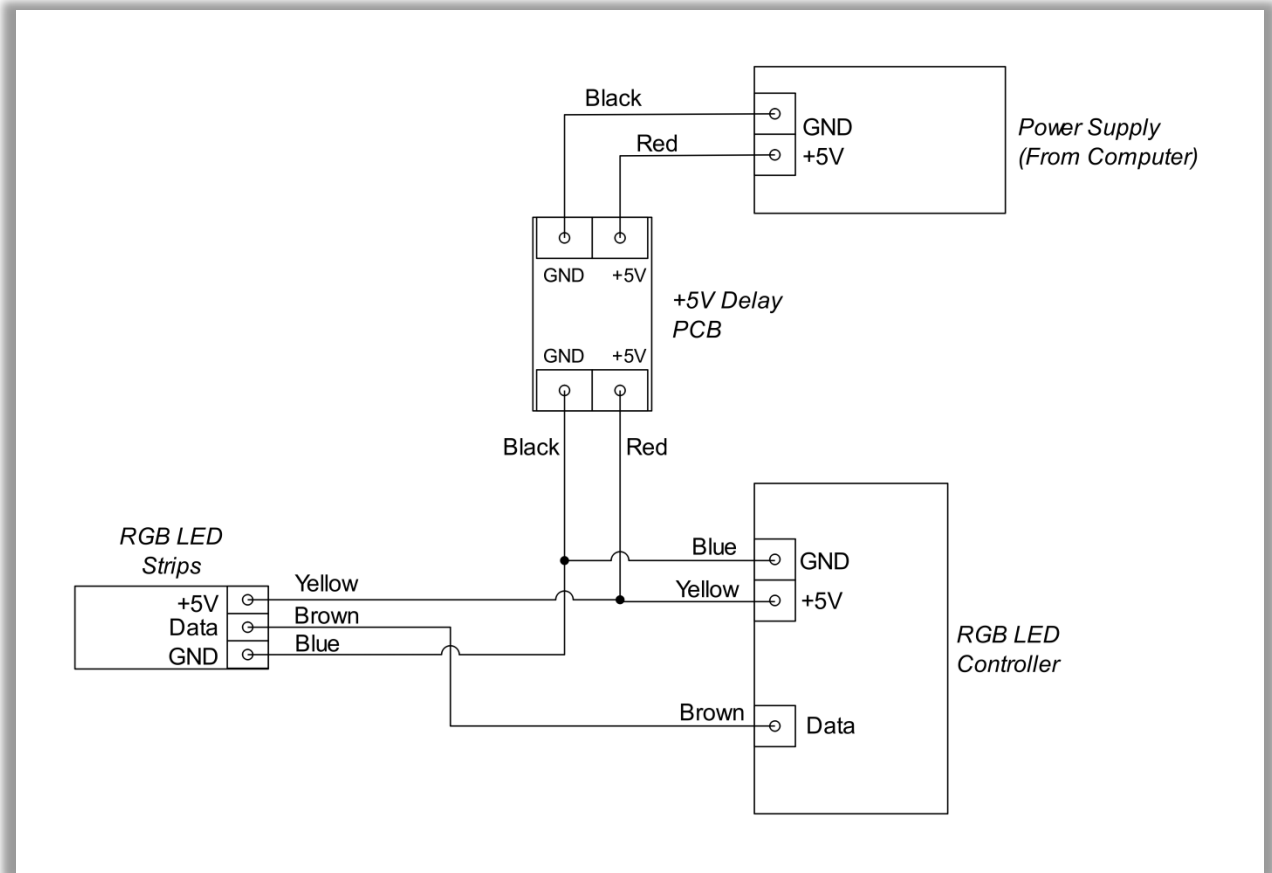 Black
GND
Power Supply
(From Computer)
Red
+5V
GND +5V
+5V Delay
PCB
GND +5V
Black Red
RGB LED
Strips
Blue
GND
Yellow
Yellow
+5V
+5V
Brown
Data
Blue
GND
RGB LED
Controller
Brown
Data